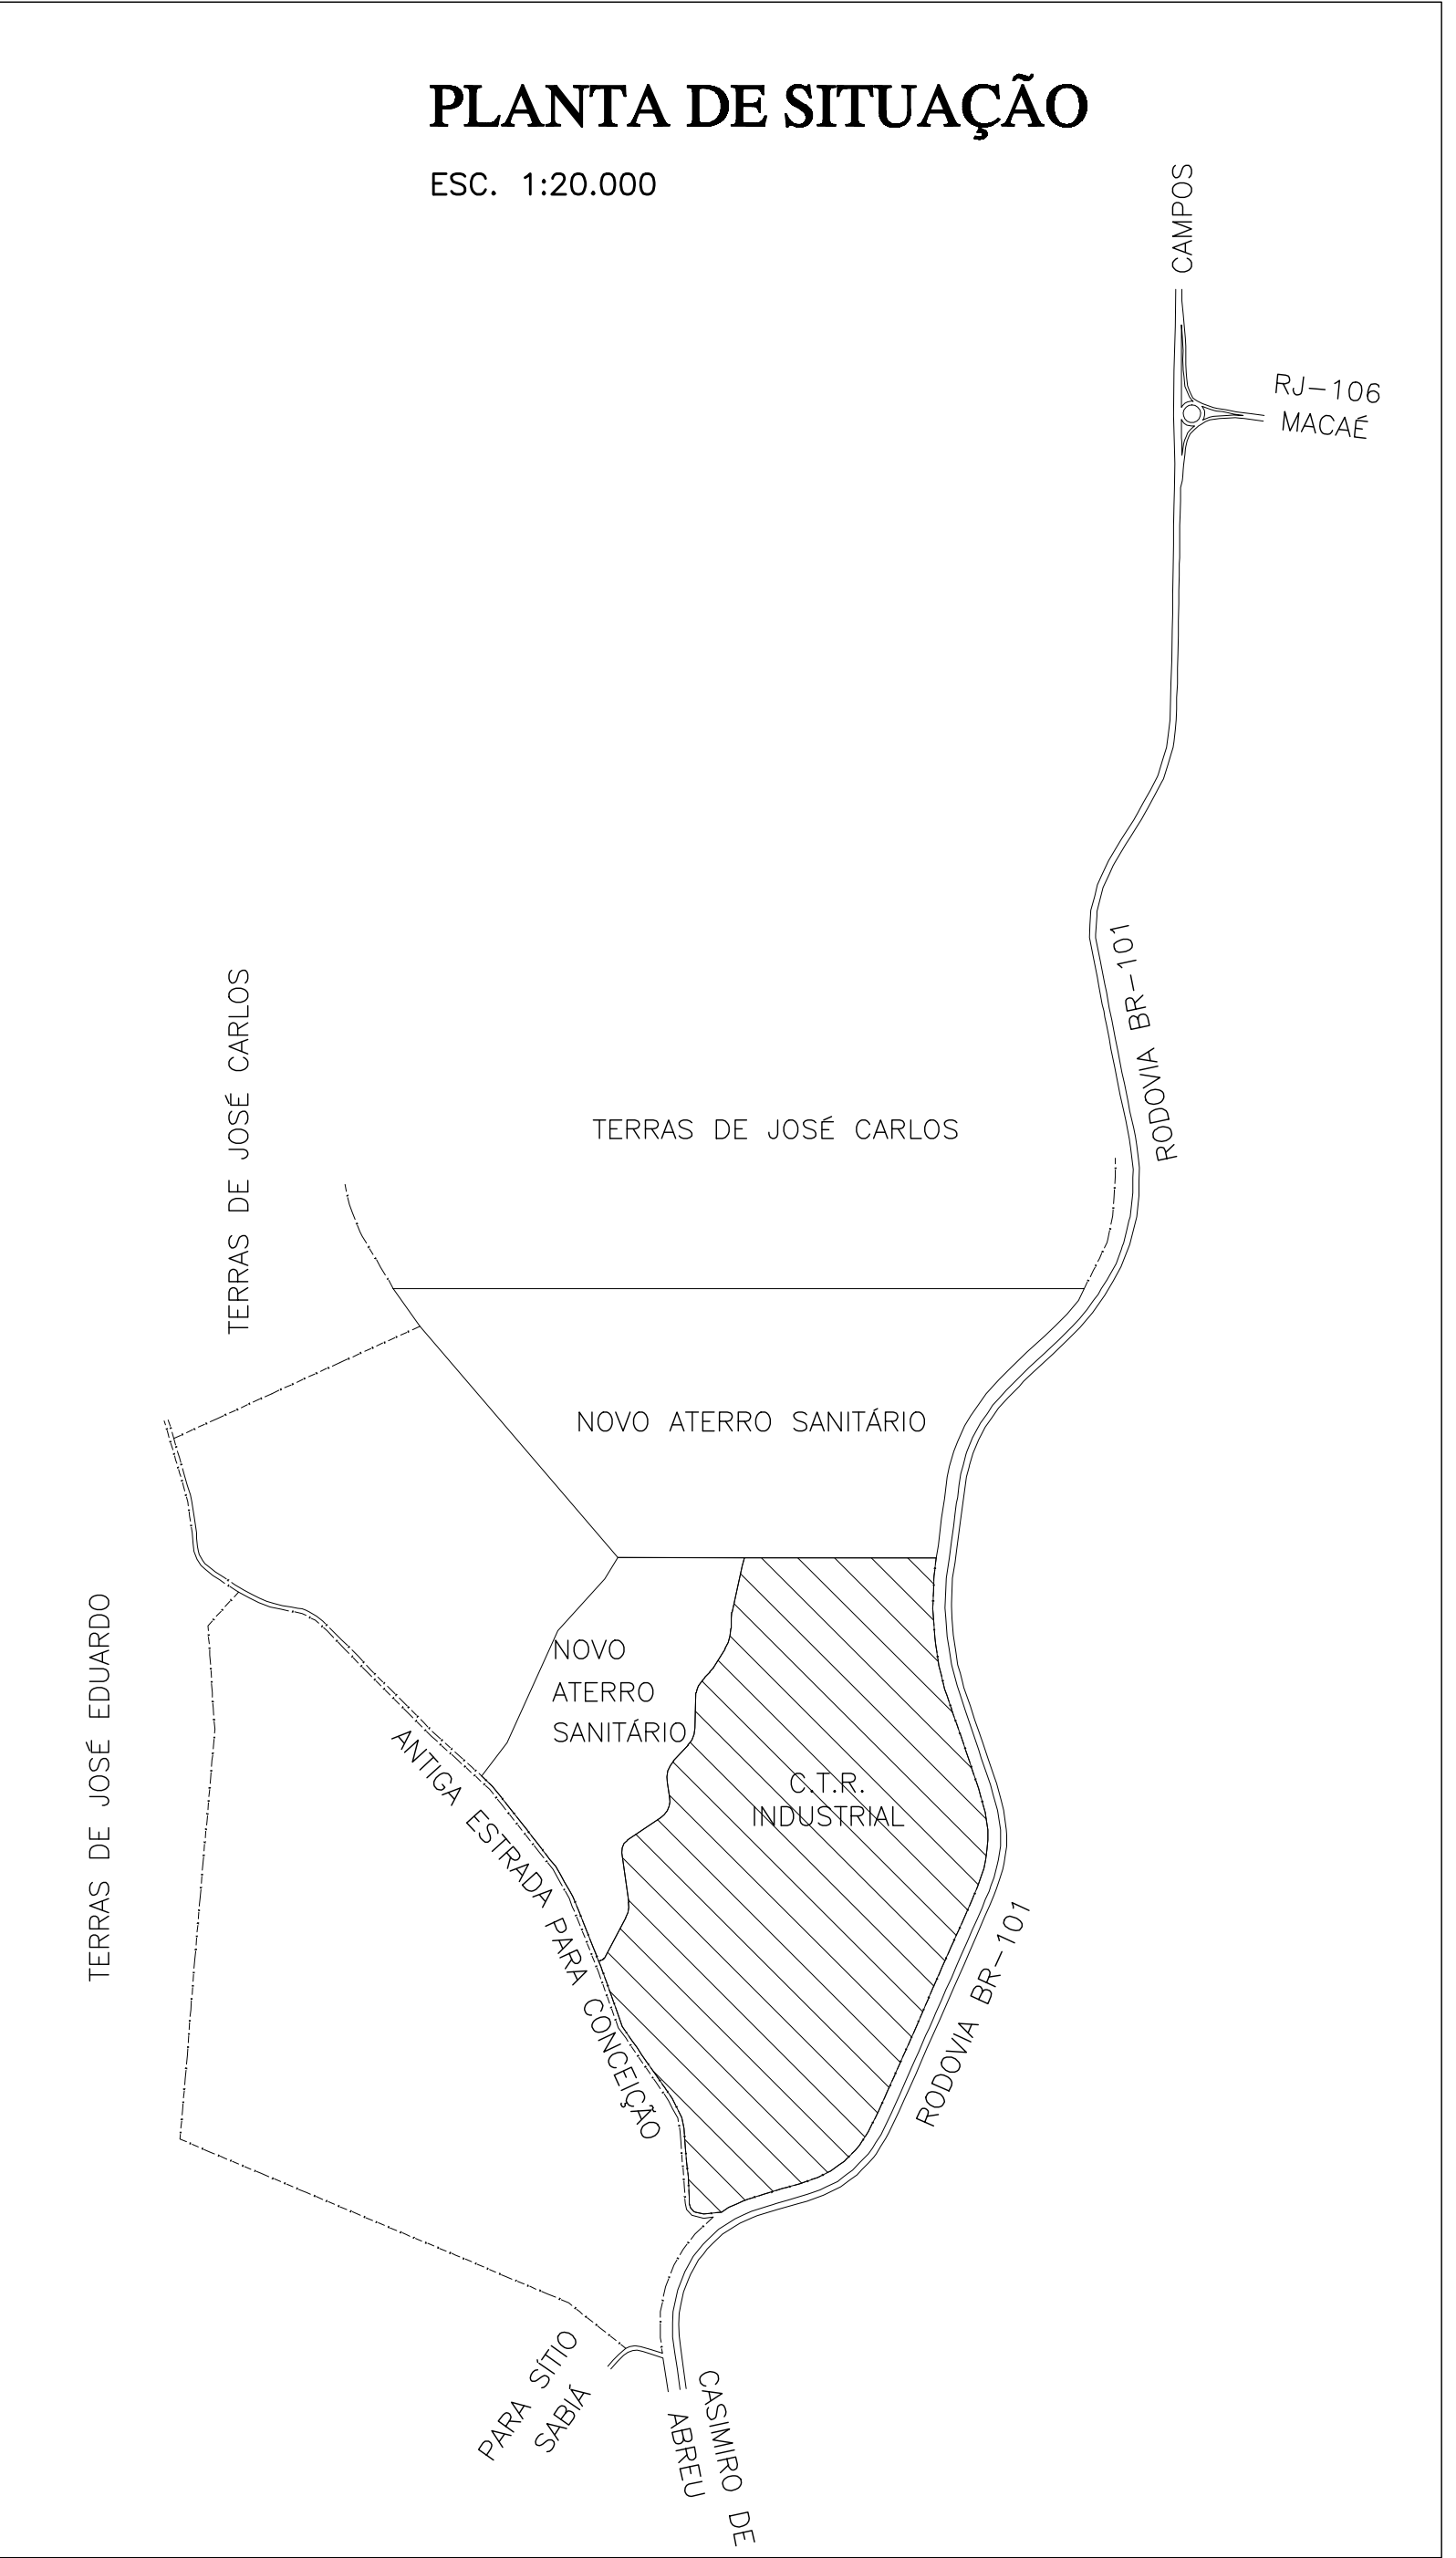 PLANTA DE SITUAÇÃO
ESC. 1:20.000
CAMPOS
RJ-106
MACAÉ
RODOVIA BR-101
TERRAS DE JOSÉ CARLOS
TERRAS DE JOSÉ CARLOS
NOVO ATERRO SANITÁRIO
TERRAS DE JOSÉ EDUARDO
NOVO
ATERRO
SANITÁRIO
ANTIGA ESTRADA PARA CONCEIÇÃO
C.T.R.
INDUSTRIAL
RODOVIA BR-101
PARA SÍTIO
SABIÁ
CASIMIRO DE
ABREU